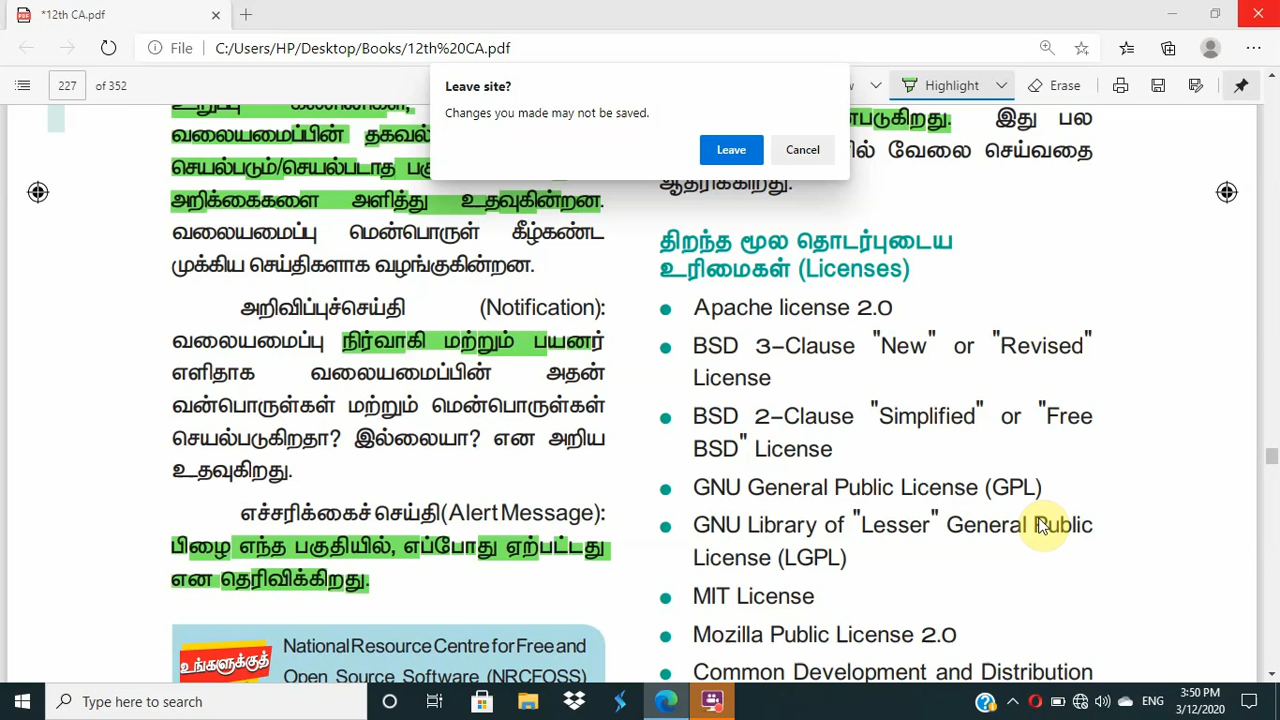 *12th CA.pdf
File
C:/Users/HP/Desktop/Books/12th%20CA.pdf
227 of 352
Highlight
Erase
Leave site?
Changes you made may not be saved.
Leave
Cancel
வலையமைப்பின் தகவல்
செயல்படும்/செயல்படாத
அறிக்கைகளை அளித்து உதவுகின்றன.
வலையமைப்பு மென்பொருள் கீழ்கண்ட
முக்கிய செய்திகளாக வழங்குகின்றன.
அறிவிப்புச்செய்தி (Notification):
வலையமைப்பு நிர்வாகி மற்றும் பயனர்
எளிதாக வலையமைப்பின் அதன்
வன்பொருள்கள் மற்றும் மென்பொருள்கள்
செயல்படுகிறதா? இல்லையா? என அறிய
உதவுகிறது.
எச்சரிக்கைச் செய்தி(Alert Message):
பிழை எந்த பகுதியில், எப்போது ஏற்பட்டது
என தெரிவிக்கிறது.
உங்களுக்குத்
National Resource Centre for Free and
Open Source Software (NRCFOSS)
இது பல
வேலை செய்வதை
ஆதரிக்கிறது.
திறந்த மூல தொடர்புடைய
உரிமைகள் (Licenses)
Apache license 2.0
BSD 3-Clause "New" or "Revised"
License
BSD 2-Clause "Simplified" or "Free
BSD" License
GNU General Public License (GPL)
GNU Library of "Lesser" General Public
License (LGPL)
MIT License
Mozilla Public License 2.0
Common Development and Distribution
Type here to search
ENG
3:50 PM
3/12/2020